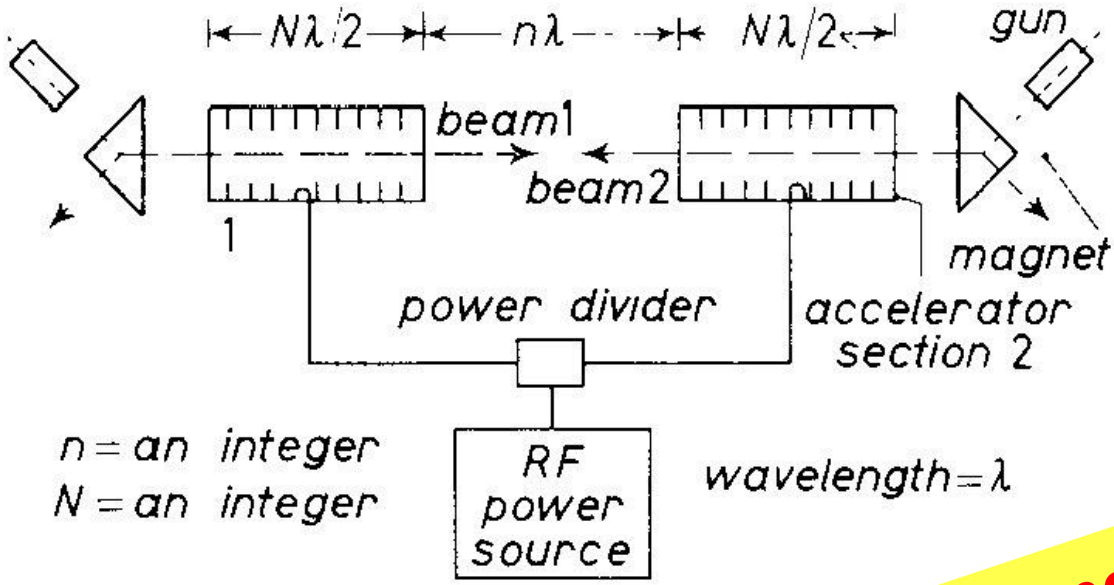 Nλ/2
nλ
Nλ/2
gun
beam1
beam2
1
magnet
power divider
accelerator
section 2
n = an integer
N = an integer
RF
power
source
wavelength = λ